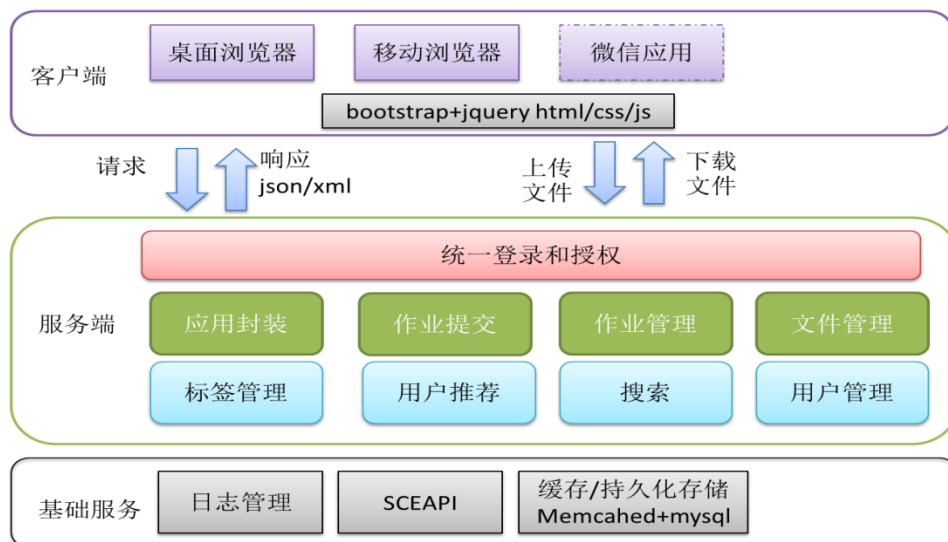 桌面浏览器
移动浏览器
微信应用
客户端
bootstrap+jquery html/css/js
请求
响应
json/xml
上传
文件
下载
文件
统一登录和授权
服务端
应用封装
作业提交
作业管理
文件管理
标签管理
用户推荐
搜索
用户管理
基础服务
日志管理
SCEAPI
缓存/持久化存储
Memcahed+mysql